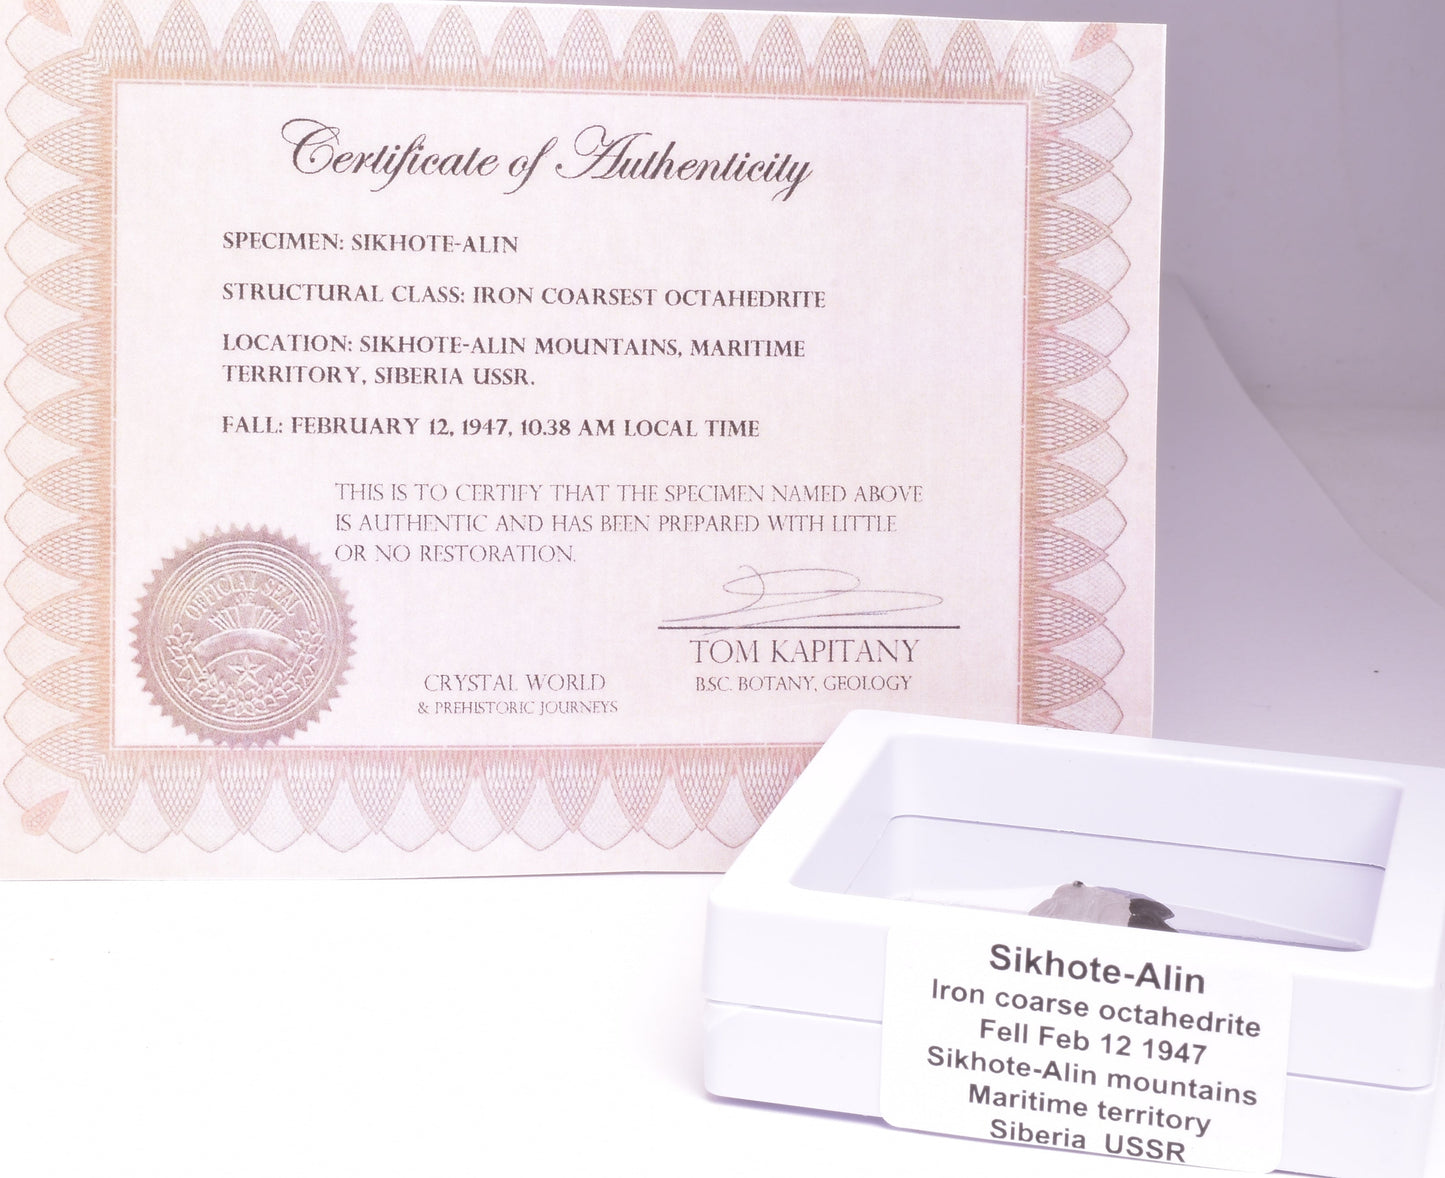 Certificate of Authenticity
SPECIMEN: SIKHOTE-ALIN
STRUCTURAL CLASS: IRON COARSEST OCTAHEDRITE
LOCATION: SIKHOTE-ALIN MOUNTAINS, MARITIME
TERRITORY, SIBERIA USSR.
FALL: FEBRUARY 12, 1947, 10.38 AM LOCAL TIME
THIS IS TO CERTIFY THAT THE SPECIMEN NAMED ABOVE
IS AUTHENTIC AND HAS BEEN PREPARED WITH LITTLE
OR NO RESTORATION.
OFFICIAL SEAL
TOM KAPITANY
B.SC. BOTANY, GEOLOGY
CRYSTAL WORLD
& PREHISTORIC JOURNEYS
Sikhote-Alin
Iron coarse octahedrite
Fell Feb 12 1947
Sikhote-Alin mountains
Maritime territory
Siberia USSR